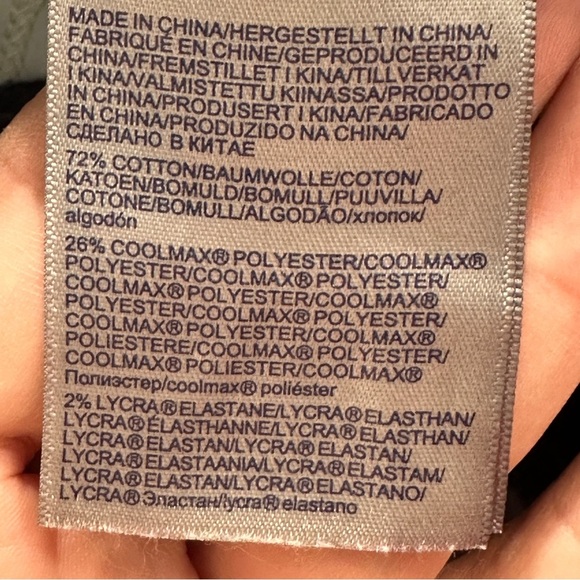 MADE IN CHINA/HERGESTELLT IN CHINA/
FABRIQUÉ EN CHINE/GEPRODUCEERD IN
CHINA/FREMSTILLET I KINA/TILLVERKAT
I KINA/VALMISTETTU KIINASSA/PRODOTTO
IN CHINA/PRODUSERT I KINA/FABRICADO
EN CHINA/PRODUZIDO NA CHINA/
СДЕЛАНО В КИТАЕ
72% COTTON/BAUMWOLLE/COTON/
KATOEN/BOMULD/BOMULL/PUUVILLA/
COTONE/BOMULL/ALGODÃO/хлопок/
algodón
26% COOLMAX® POLYESTER/COOLMAX®
POLYESTER/COOLMAX® POLYESTER/
COOLMAX® POLYESTER/COOLMAX®
POLYESTER/COOLMAX® POLYESTER/
COOLMAX® POLYESTER/COOLMAX®
POLIESTERE/COOLMAX® POLYESTER/
COOLMAX® POLIESTER/COOLMAX®
Полиэстер/coolmax® poliéster
2% LYCRA® ELASTANE/LYCRA® ELASTHAN/
LYCRA® ÉLASTHANNE/LYCRA® ELASTHAN/
LYCRA® ELASTAN/LYCRA® ELASTAN/
LYCRA® ELASTAANIA/LYCRA® ELASTAM/
LYCRA® ELASTAN/LYCRA® ELASTANO/
LYCRA® Эластан/lycra® elastano